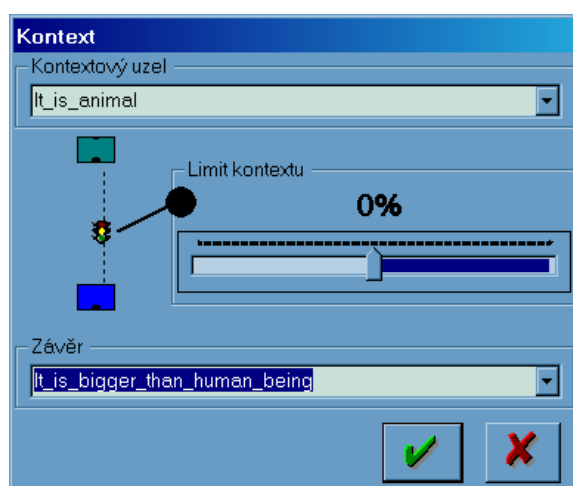 Kontext
Kontextový uzel
It_is_animal
Limit kontextu
0%
Závěr
It_is_bigger_than_human_being